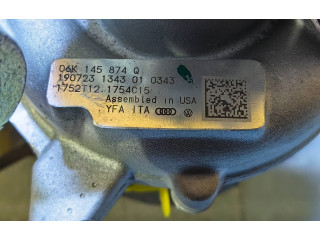 06K 145 874 Q
190723 1343 01 0343
1752T12.1754C15
Assembled in USA
YFA ITA